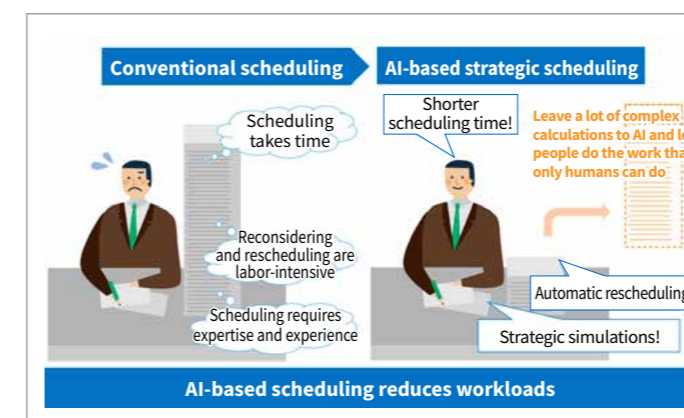 Conventional scheduling
AI-based strategic scheduling
Scheduling
takes time
Reconsidering
and rescheduling are
labor-intensive
Scheduling requires
expertise and experience
Shorter
scheduling time!
Leave a lot of complex
calculations to AI and
people do the work
only humans can do
Automatic rescheduling
Strategic simulations!
AI-based scheduling reduces workloads